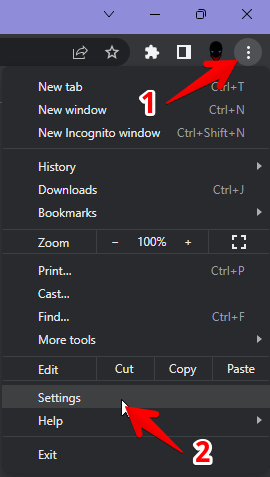 New tab Ctrl+T
1
New window Ctrl+N
New Incognito window Ctrl+Shift+N
History
Downloads Ctrl+J
Bookmarks
Zoom − 100% +
Print... Ctrl+P
Cast...
Find... Ctrl+F
More tools
Edit Cut Copy Paste
Settings
Help
2
Exit